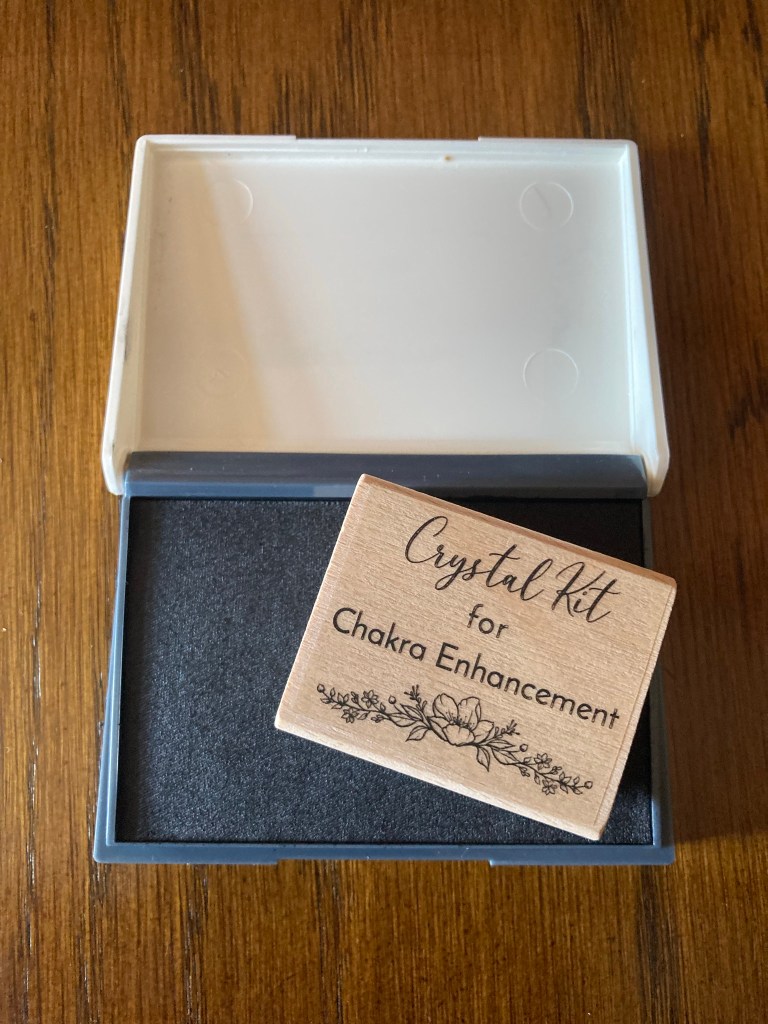 Crystal Kit
for
Chakra Enhancement